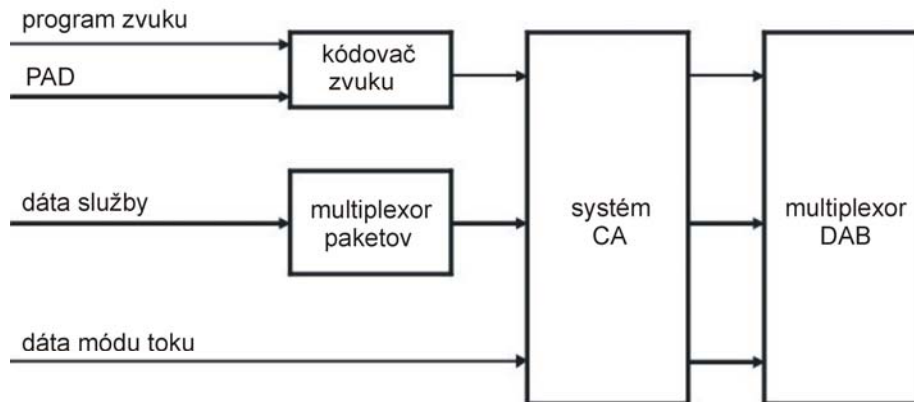 program zvuku
PAD
kódovač
zvuku
dáta služby
multiplexor
paketov
systém
CA
multiplexor
DAB
dáta módu toku